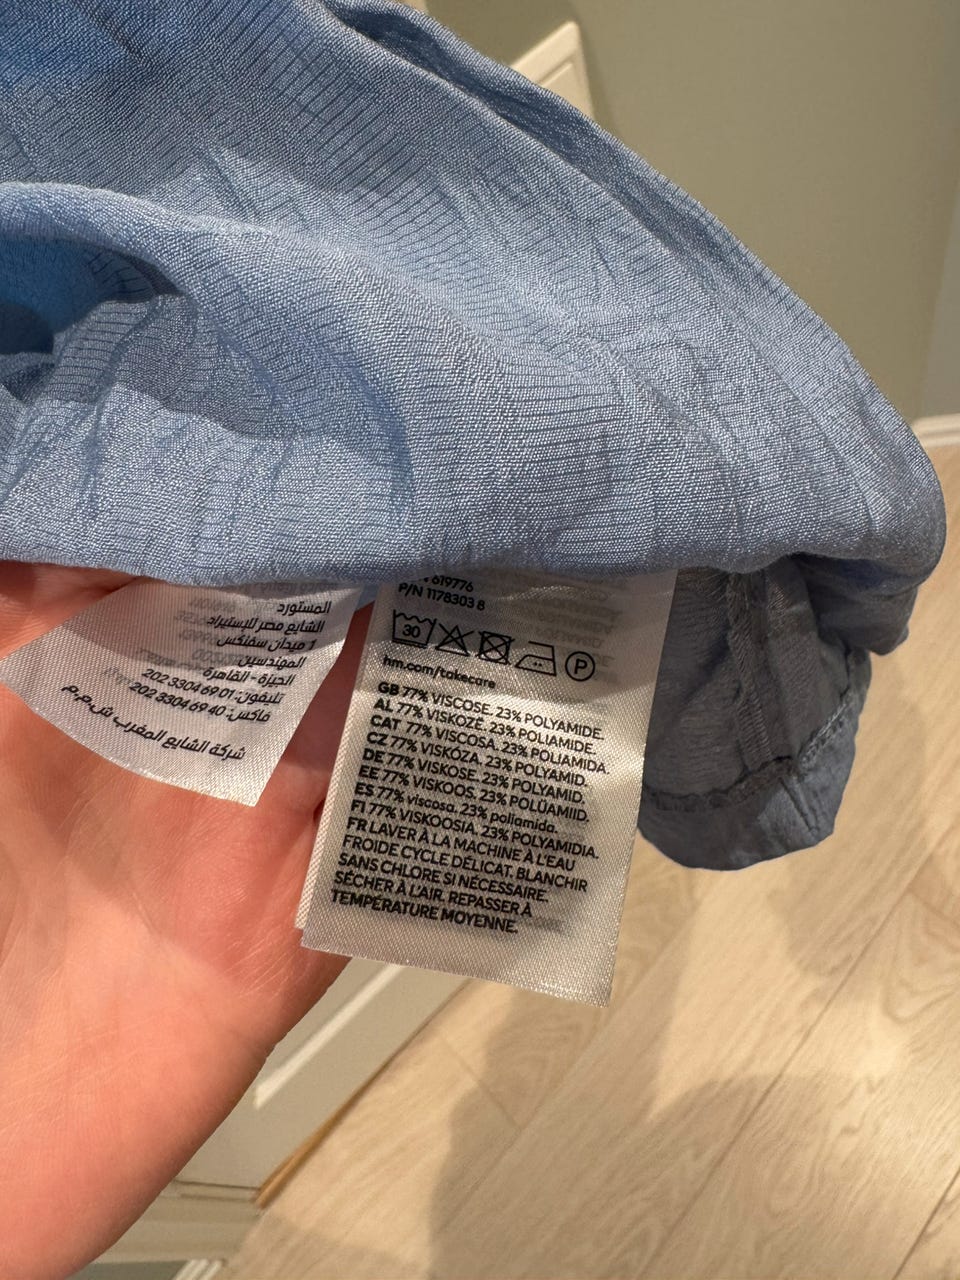 المستورد
الشايع مصر للإستيراد
1 ميدان سفنكس
المهندسين
الجيزة - القاهرة
تليفون: 01 69 3304 202
فاكس: 40 69 3304 202
شركة الشايع المغرب ش.م.م
619776
P/N 1178303 8
30
P
hm.com/takecare
GB 77% VISCOSE. 23% POLYAMIDE.
AL 77% VISKOZË. 23% POLIAMIDE.
CAT 77% VISCOSA. 23% POLIAMIDA.
CZ 77% VISKÓZA. 23% POLYAMID.
DE 77% VISKOSE. 23% POLYAMID.
EE 77% VISKOOS. 23% POLÜAMIID.
ES 77% viscosa. 23% poliamida.
FI 77% VISKOOSIA. 23% POLYAMIDIA.
FR LAVER À LA MACHINE À L'EAU
FROIDE CYCLE DÉLICAT. BLANCHIR
SANS CHLORE SI NÉCESSAIRE.
SÉCHER À L'AIR. REPASSER À
TEMPÉRATURE MOYENNE.